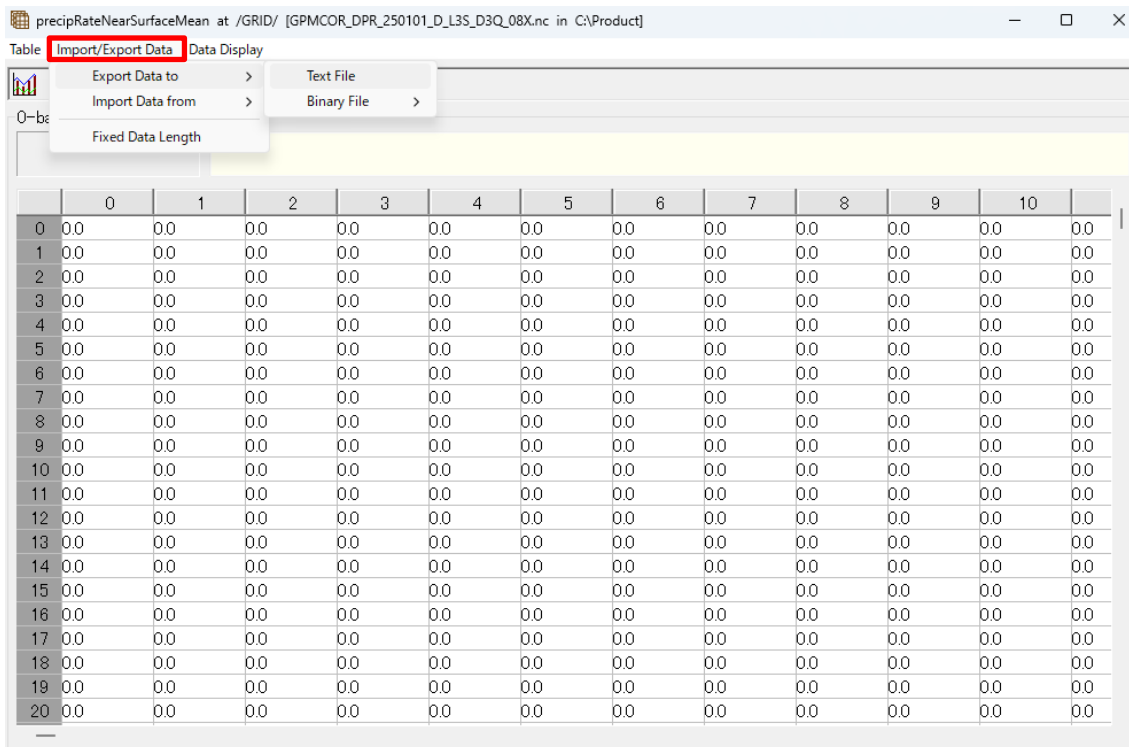 precipRateNearSurfaceMean at /GRID/ [GPMCOR_DPR_250101_D_L3S_D3Q_08X.nc in C:\Product]
Table Import/Export Data Data Display
Export Data to > Text File
Import Data from > Binary File >
0-ba
Fixed Data Length
0 1 2 3 4 5 6 7 8 9 10
0 0.0 0.0 0.0 0.0 0.0 0.0 0.0 0.0 0.0 0.0 0.0 0.0
1 0.0 0.0 0.0 0.0 0.0 0.0 0.0 0.0 0.0 0.0 0.0 0.0
2 0.0 0.0 0.0 0.0 0.0 0.0 0.0 0.0 0.0 0.0 0.0 0.0
3 0.0 0.0 0.0 0.0 0.0 0.0 0.0 0.0 0.0 0.0 0.0 0.0
4 0.0 0.0 0.0 0.0 0.0 0.0 0.0 0.0 0.0 0.0 0.0 0.0
5 0.0 0.0 0.0 0.0 0.0 0.0 0.0 0.0 0.0 0.0 0.0 0.0
6 0.0 0.0 0.0 0.0 0.0 0.0 0.0 0.0 0.0 0.0 0.0 0.0
7 0.0 0.0 0.0 0.0 0.0 0.0 0.0 0.0 0.0 0.0 0.0 0.0
8 0.0 0.0 0.0 0.0 0.0 0.0 0.0 0.0 0.0 0.0 0.0 0.0
9 0.0 0.0 0.0 0.0 0.0 0.0 0.0 0.0 0.0 0.0 0.0 0.0
10 0.0 0.0 0.0 0.0 0.0 0.0 0.0 0.0 0.0 0.0 0.0 0.0
11 0.0 0.0 0.0 0.0 0.0 0.0 0.0 0.0 0.0 0.0 0.0 0.0
12 0.0 0.0 0.0 0.0 0.0 0.0 0.0 0.0 0.0 0.0 0.0 0.0
13 0.0 0.0 0.0 0.0 0.0 0.0 0.0 0.0 0.0 0.0 0.0 0.0
14 0.0 0.0 0.0 0.0 0.0 0.0 0.0 0.0 0.0 0.0 0.0 0.0
15 0.0 0.0 0.0 0.0 0.0 0.0 0.0 0.0 0.0 0.0 0.0 0.0
16 0.0 0.0 0.0 0.0 0.0 0.0 0.0 0.0 0.0 0.0 0.0 0.0
17 0.0 0.0 0.0 0.0 0.0 0.0 0.0 0.0 0.0 0.0 0.0 0.0
18 0.0 0.0 0.0 0.0 0.0 0.0 0.0 0.0 0.0 0.0 0.0 0.0
19 0.0 0.0 0.0 0.0 0.0 0.0 0.0 0.0 0.0 0.0 0.0 0.0
20 0.0 0.0 0.0 0.0 0.0 0.0 0.0 0.0 0.0 0.0 0.0 0.0